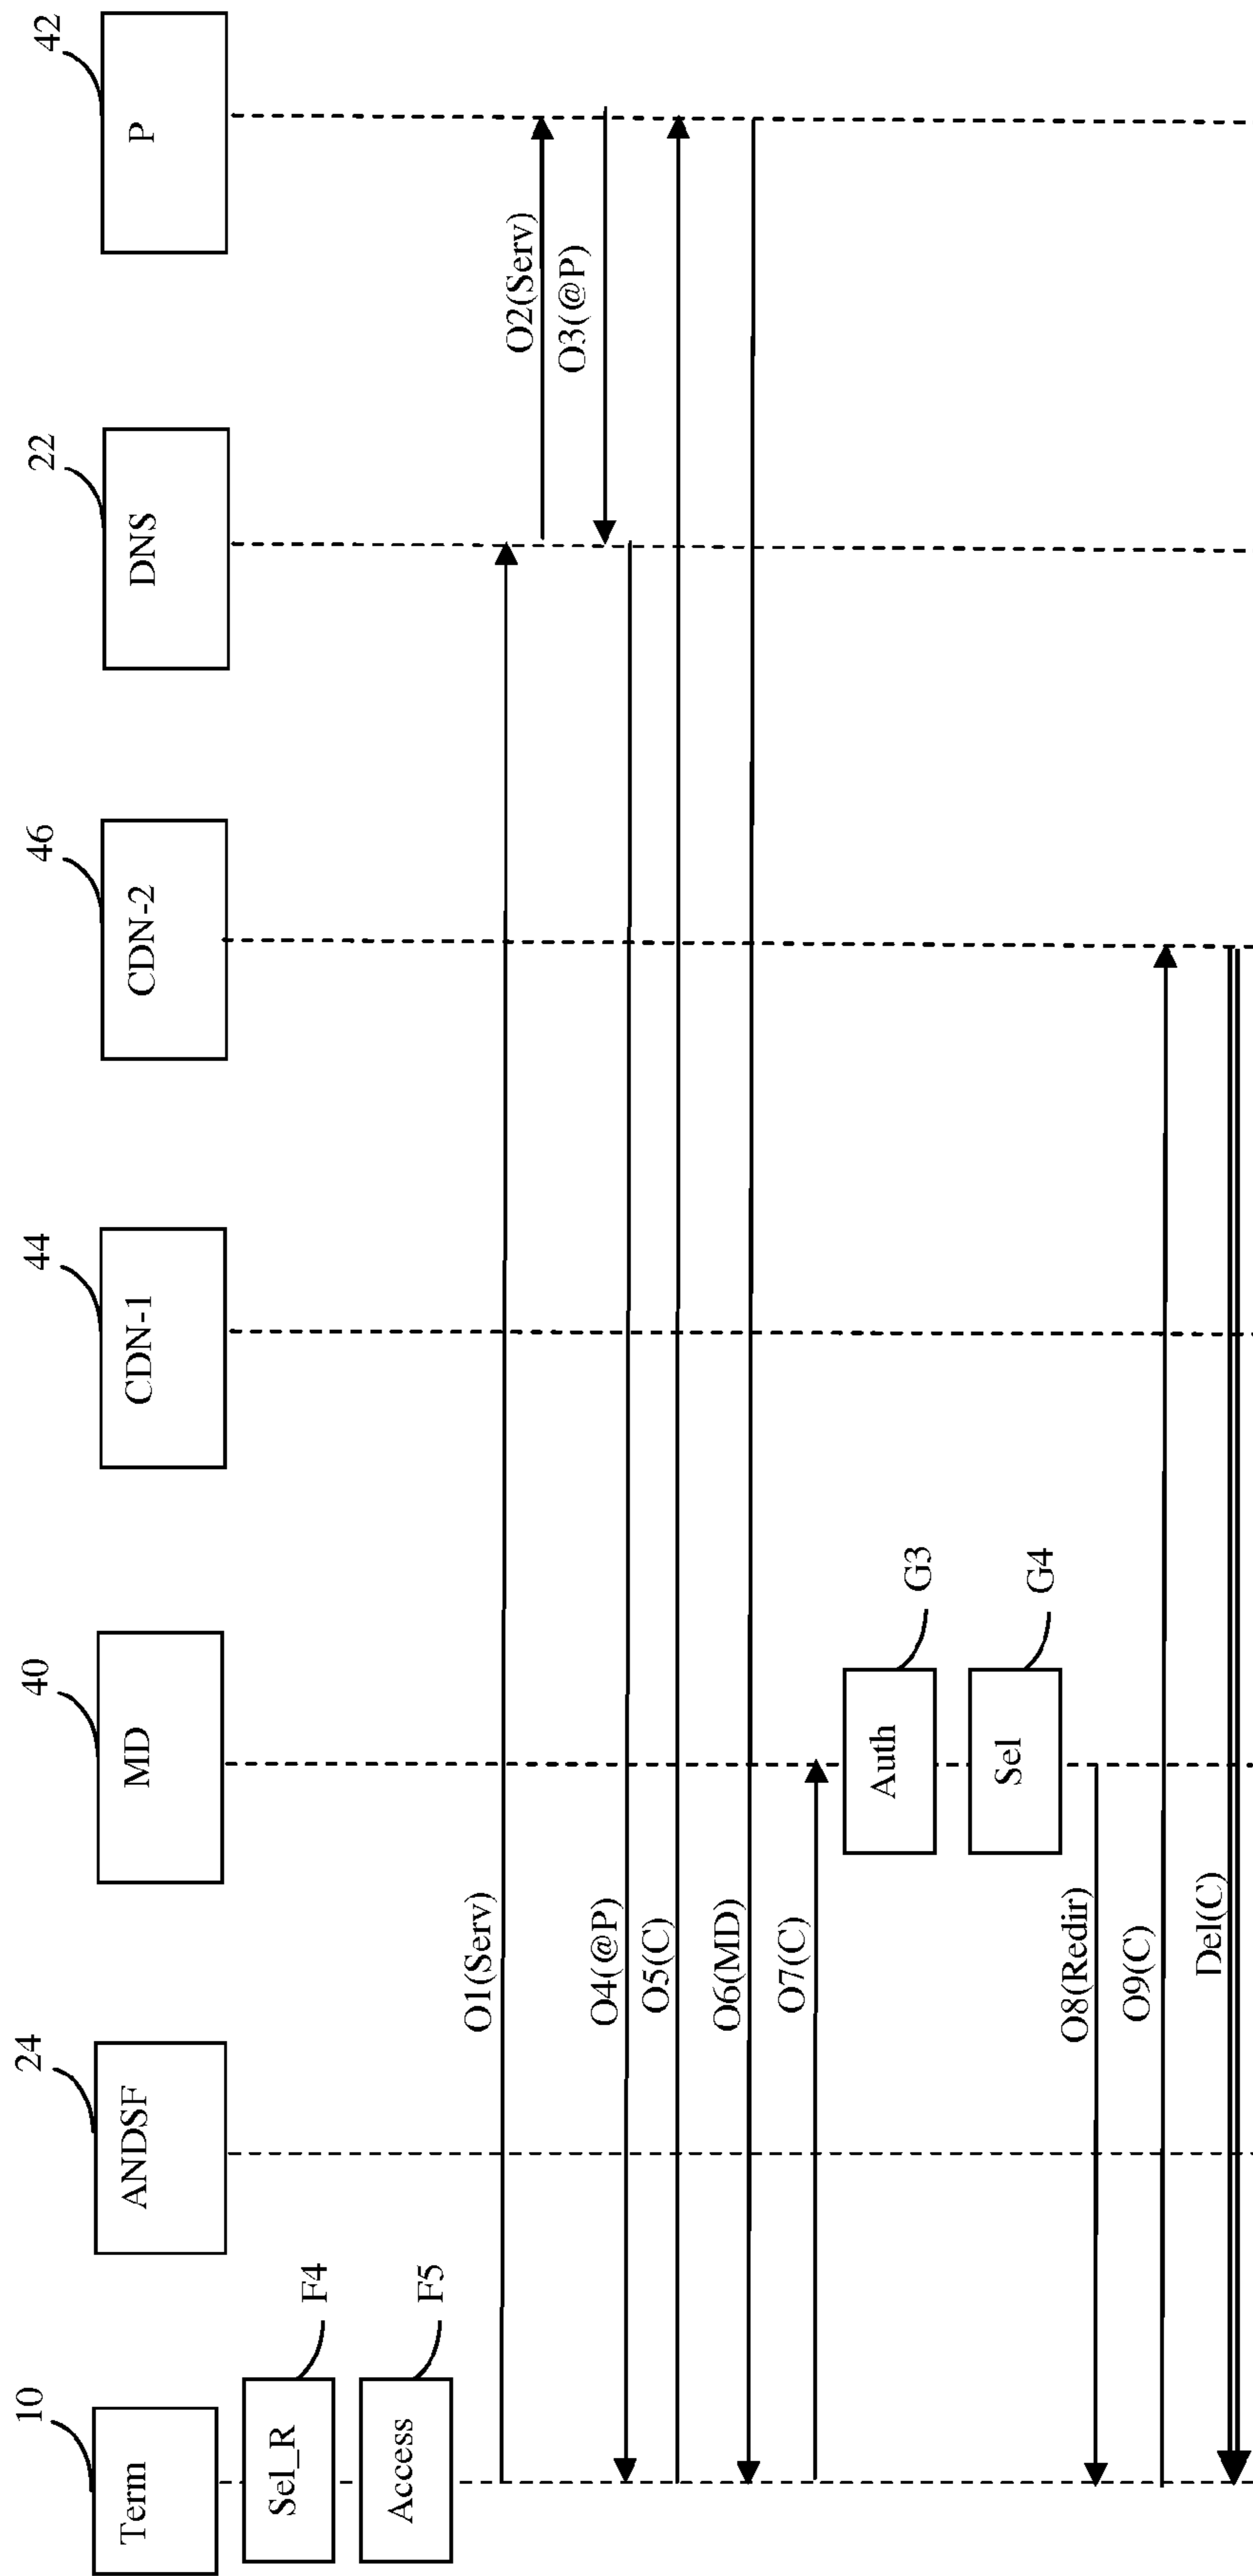 10
24
40
44
46
22
42
Term
ANDSF
MD
CDN-1
CDN-2
DNS
P
Sel_R
F4
Access
F5
O1(Serv)
O2(Serv)
O3(@P)
O4(@P)
O5(C)
O6(MD)
O7(C)
Auth
G3
Sel
G4
O8(Redir)
O9(C)
Del(C)